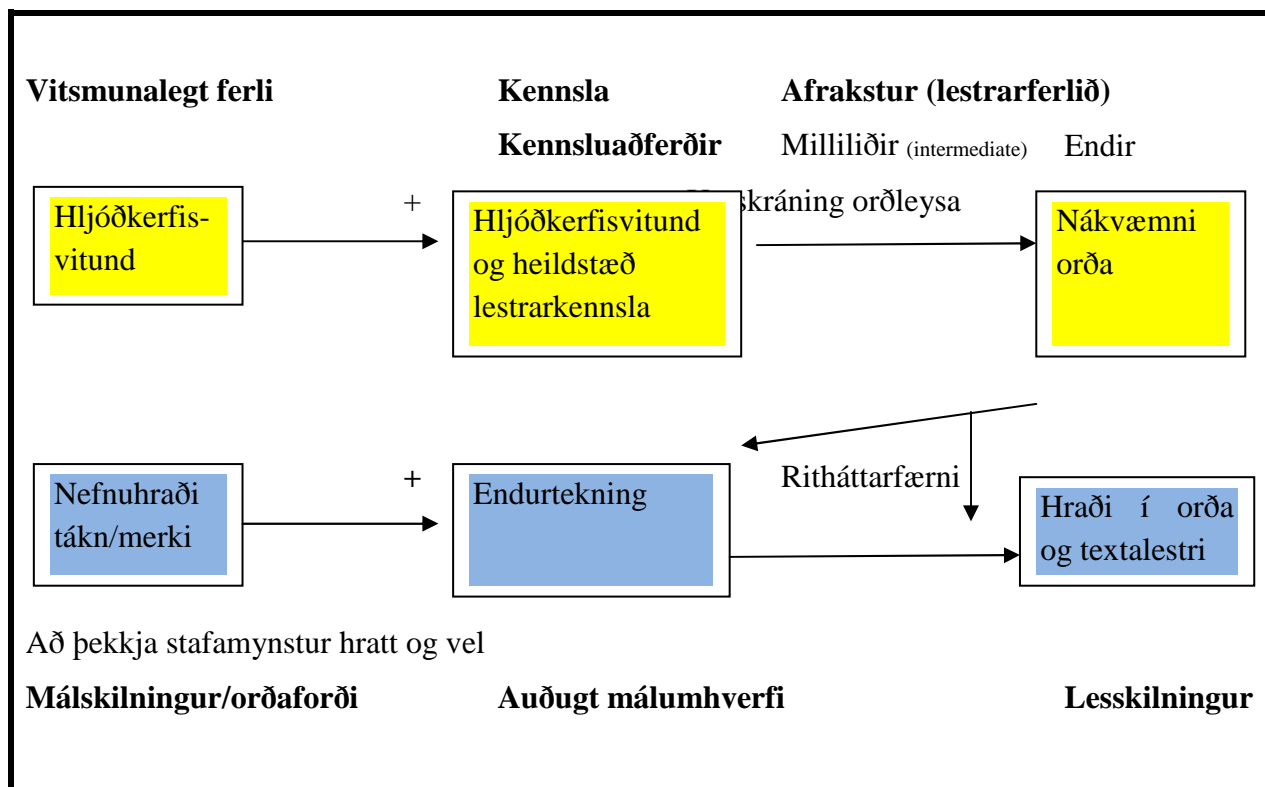 Vitsmunalegt ferli Kennsla Afrakstur (lestrarferlið)
Kennsluaðferðir Milliliðir (intermediate) Endir
skráning orðleysa
Hljóðkerfis-
vitund
+
Hljóðkerfisvitund
og heildstæð
lestrarkennsla
Nákvæmni
orða
Nefnuhraði
tákn/merki
+
Endurtekning
Ritháttarfærni
Hraði í orða
og textalestri
Að þekkja stafamynstur hratt og vel
Málskilningur/orðaforði Auðugt málumhverfi Lesskilningur